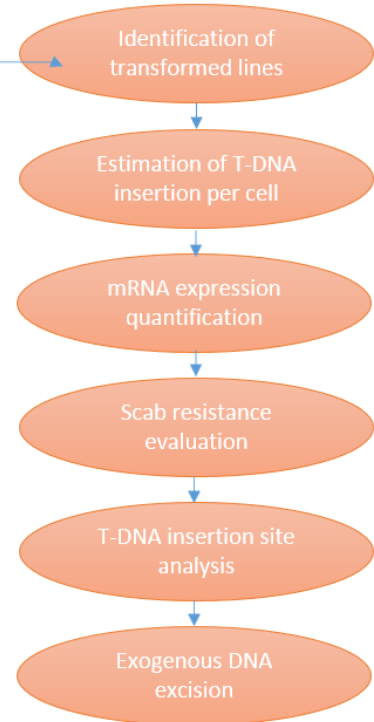 Identification of
transformed lines
Estimation of T-DNA
insertion per cell
mRNA expression
quantification
Scab resistance
evaluation
T-DNA insertion site
analysis
Exogenous DNA
excision